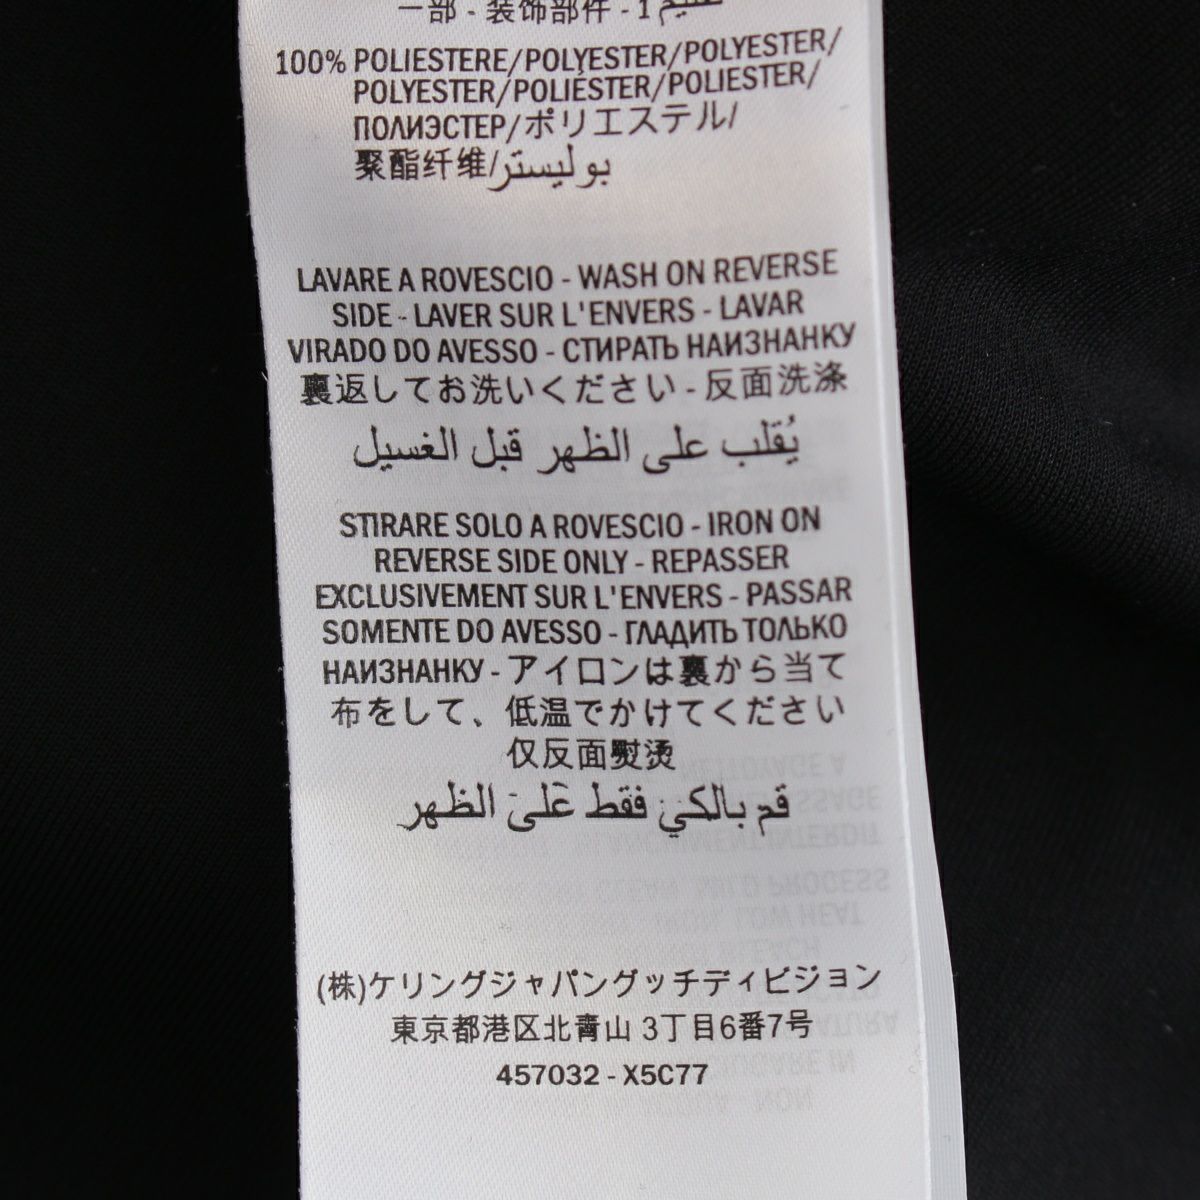 一部 - 装饰部件 - 1 تقسيم
100% POLIESTERE/POLYESTER/POLYESTER/
POLYESTER/POLIÉSTER/POLIESTER/
ПОЛИЭСТЕР/ポリエステル/
聚酯纤维/بوليستر
LAVARE A ROVESCIO - WASH ON REVERSE
SIDE - LAVER SUR L'ENVERS - LAVAR
VIRADO DO AVESSO - СТИРАТЬ НАИЗНАНКУ
裏返してお洗いください - 反面洗涤
يُقلب على الظهر قبل الغسيل
STIRARE SOLO A ROVESCIO - IRON ON
REVERSE SIDE ONLY - REPASSER
EXCLUSIVEMENT SUR L'ENVERS - PASSAR
SOMENTE DO AVESSO - ГЛАДИТЬ ТОЛЬКО
НАИЗНАНКУ - アイロンは裏から当て
布をして、低温でかけてください
仅反面熨烫
قم بالكي فقط على الظهر
(株)ケリングジャパングッチディビジョン
東京都港区北青山 3丁目6番7号
457032 - X5C77